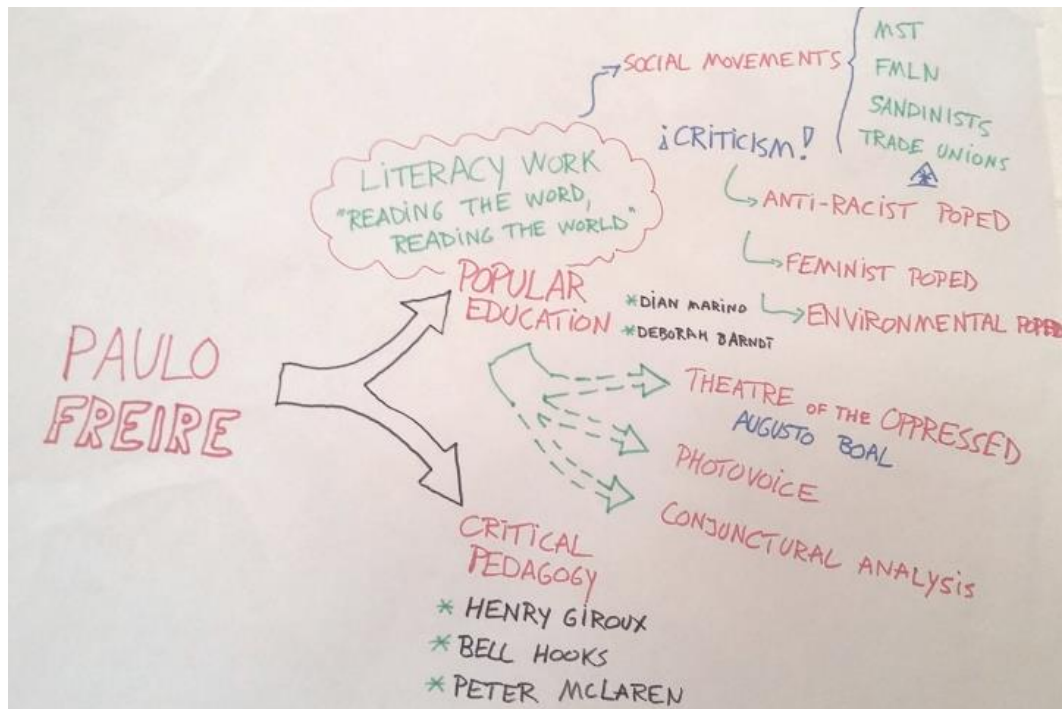 PAULO
FREIRE
LITERACY WORK
"READING THE WORD,
READING THE WORLD"
POPULAR
EDUCATION
*DIAN MARINO
*DEBORAH BARNDT
SOCIAL MOVEMENTS
MST
FMLN
SANDINISTS
TRADE UNIONS
¡CRITICISM!
ANTI-RACIST POPED
FEMINIST POPED
ENVIRONMENTAL POPED
THEATRE OF THE OPPRESSED
AUGUSTO BOAL
PHOTOVOICE
CONJUNCTURAL ANALYSIS
CRITICAL
PEDAGOGY
* HENRY GIROUX
* BELL HOOKS
* PETER MCLAREN